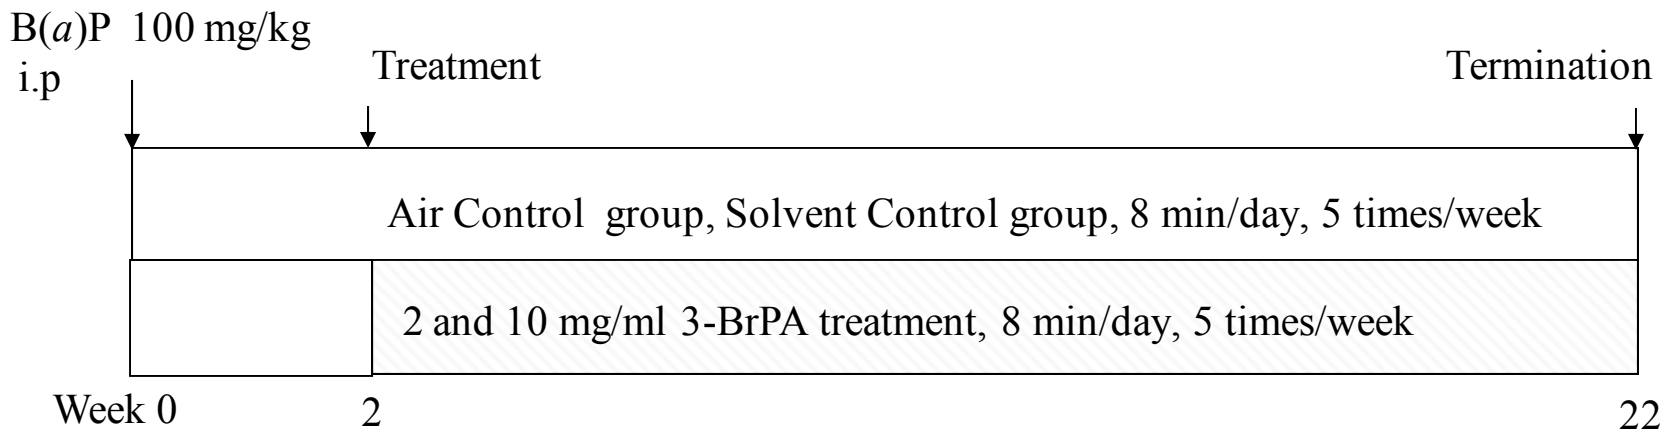 B(a)P 100 mg/kg
i.p
Treatment
Termination
Air Control group, Solvent Control group, 8 min/day, 5 times/week
2 and 10 mg/ml 3-BrPA treatment, 8 min/day, 5 times/week
Week 0
2
22